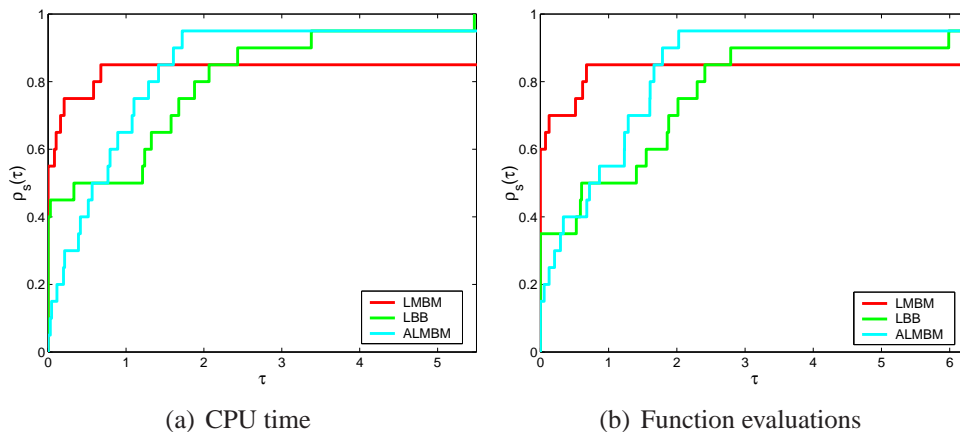 1
0.8
0.6
0.4
0.2
0
ρ_s(τ)
0 1 2 3 4 5
τ
LMBM
LBB
ALMBM
(a) CPU time
1
0.8
0.6
0.4
0.2
0
ρ_s(τ)
0 1 2 3 4 5 6
τ
LMBM
LBB
ALMBM
(b) Function evaluations